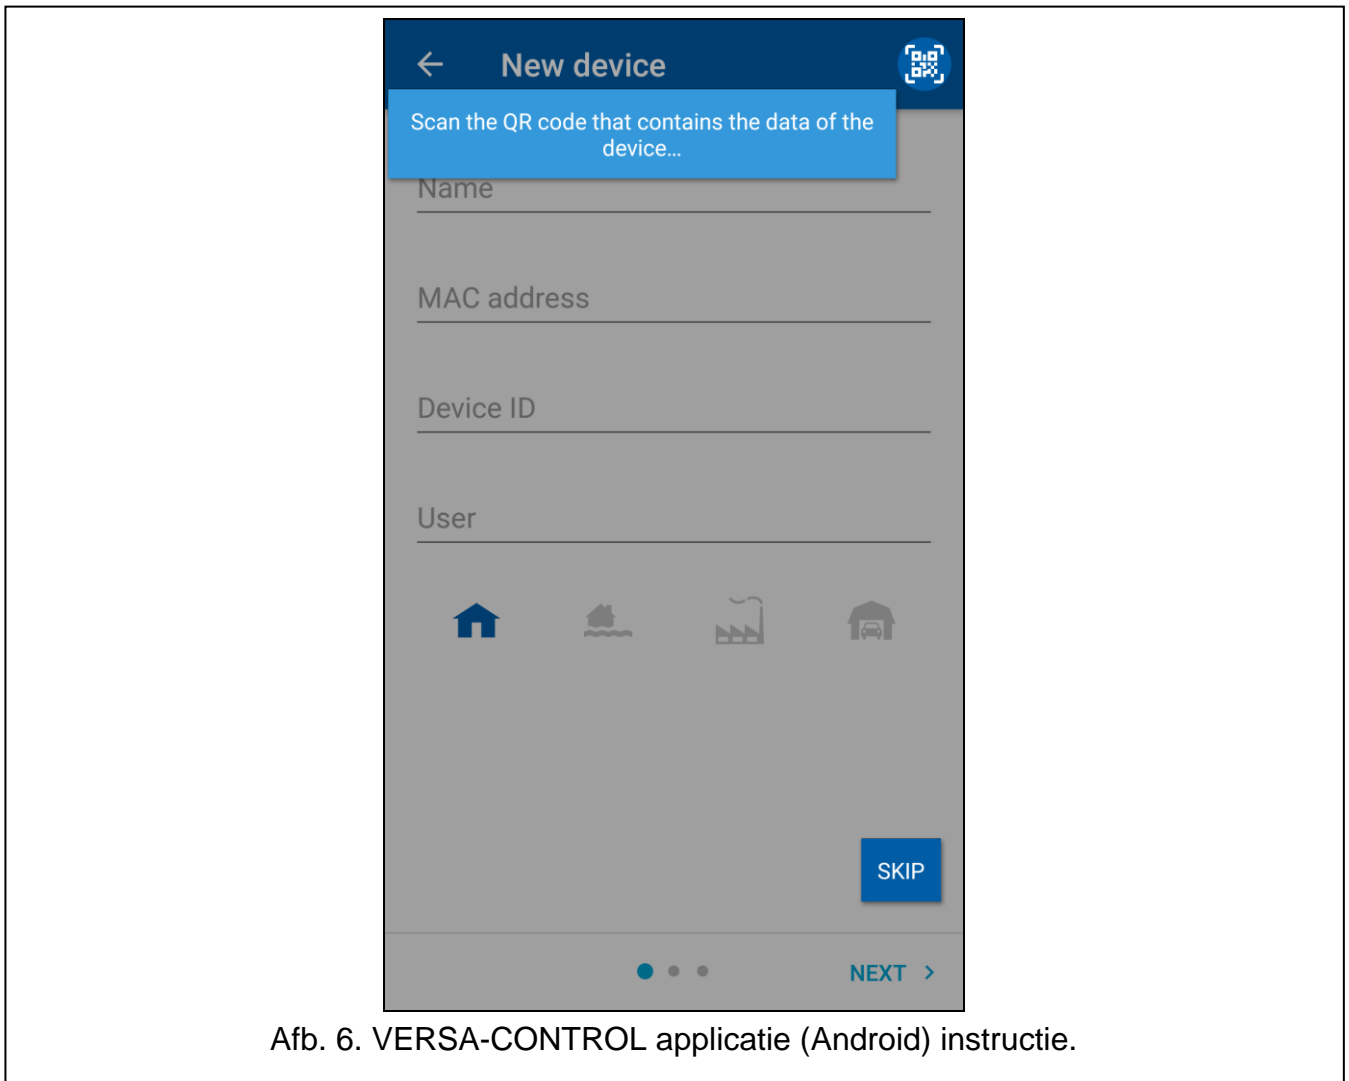 New device
Scan the QR code that contains the data of the
device...
Name
MAC address
Device ID
User
SKIP
NEXT
Afb. 6. VERSA-CONTROL applicatie (Android) instructie.